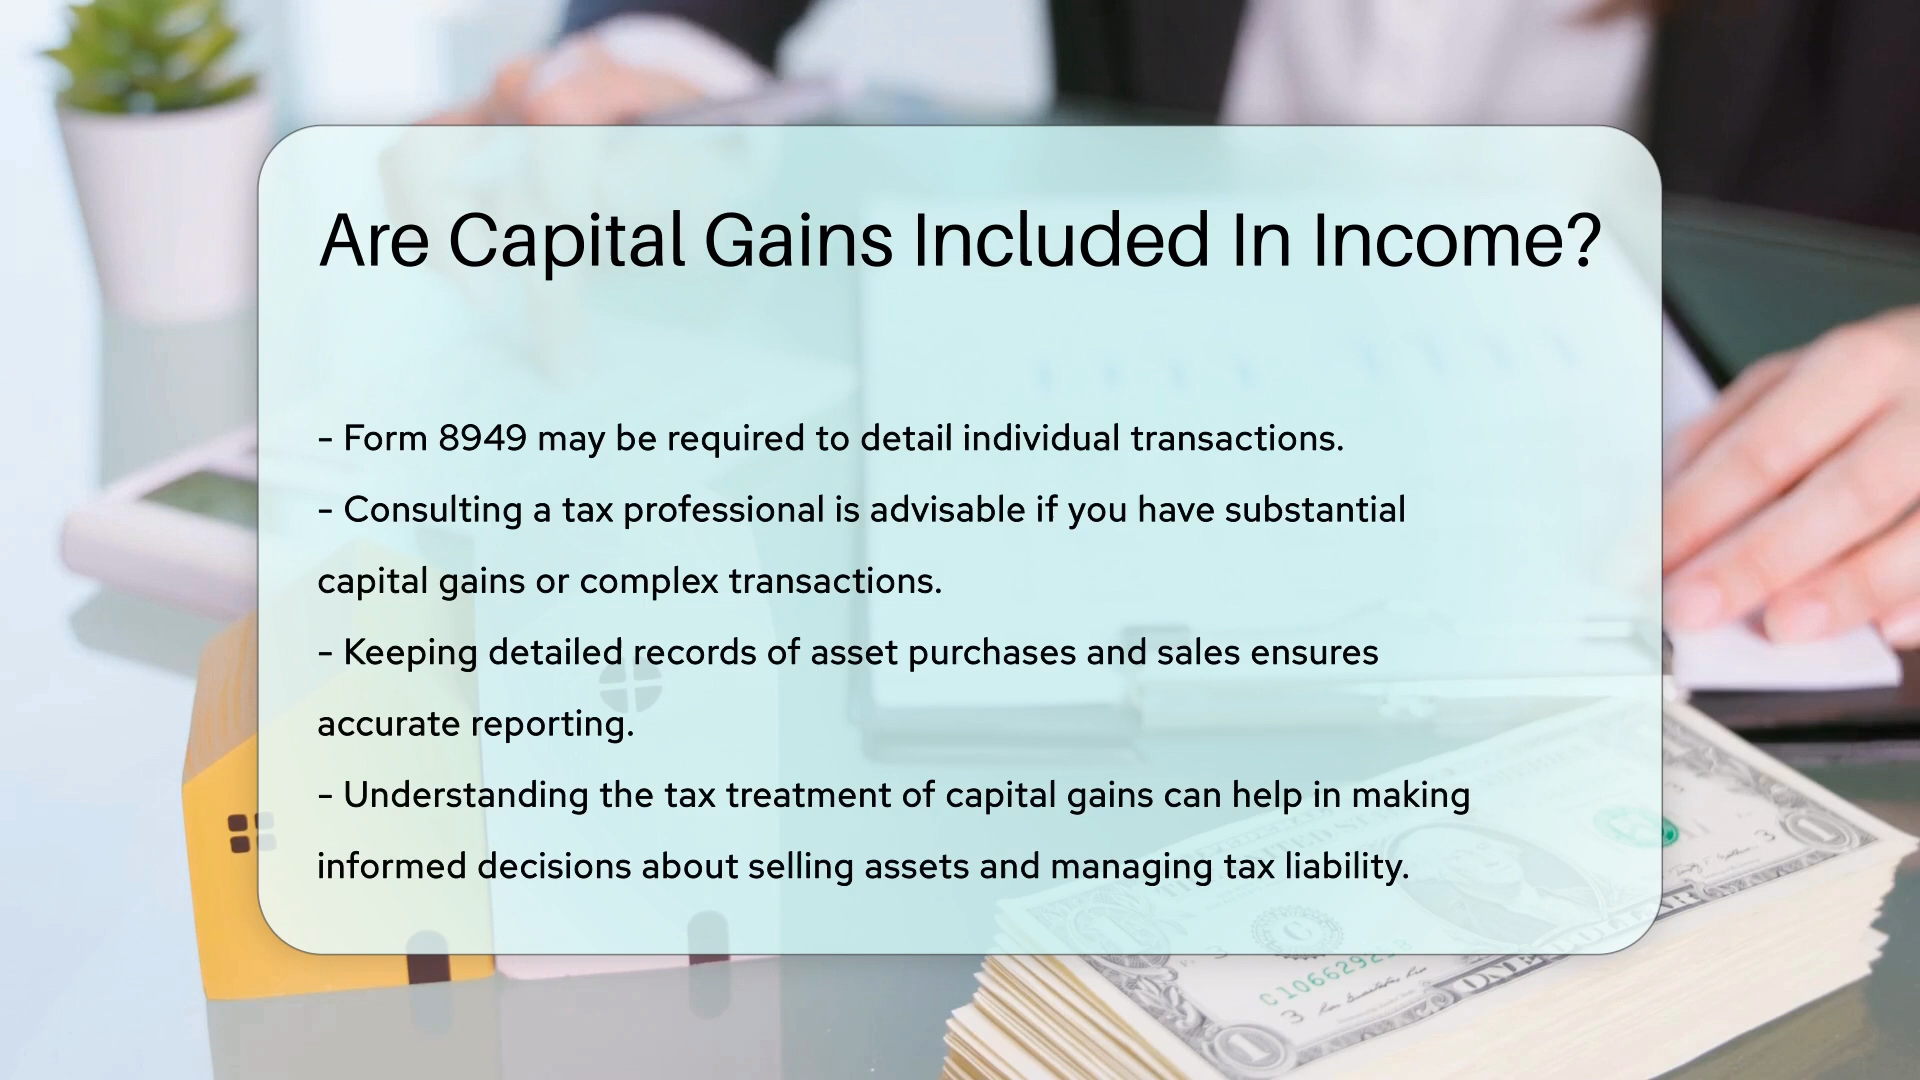 Are Capital Gains Included In Income?
- Form 8949 may be required to detail individual transactions.
- Consulting a tax professional is advisable if you have substantial
capital gains or complex transactions.
- Keeping detailed records of asset purchases and sales ensures
accurate reporting.
- Understanding the tax treatment of capital gains can help in making
informed decisions about selling assets and managing tax liability.